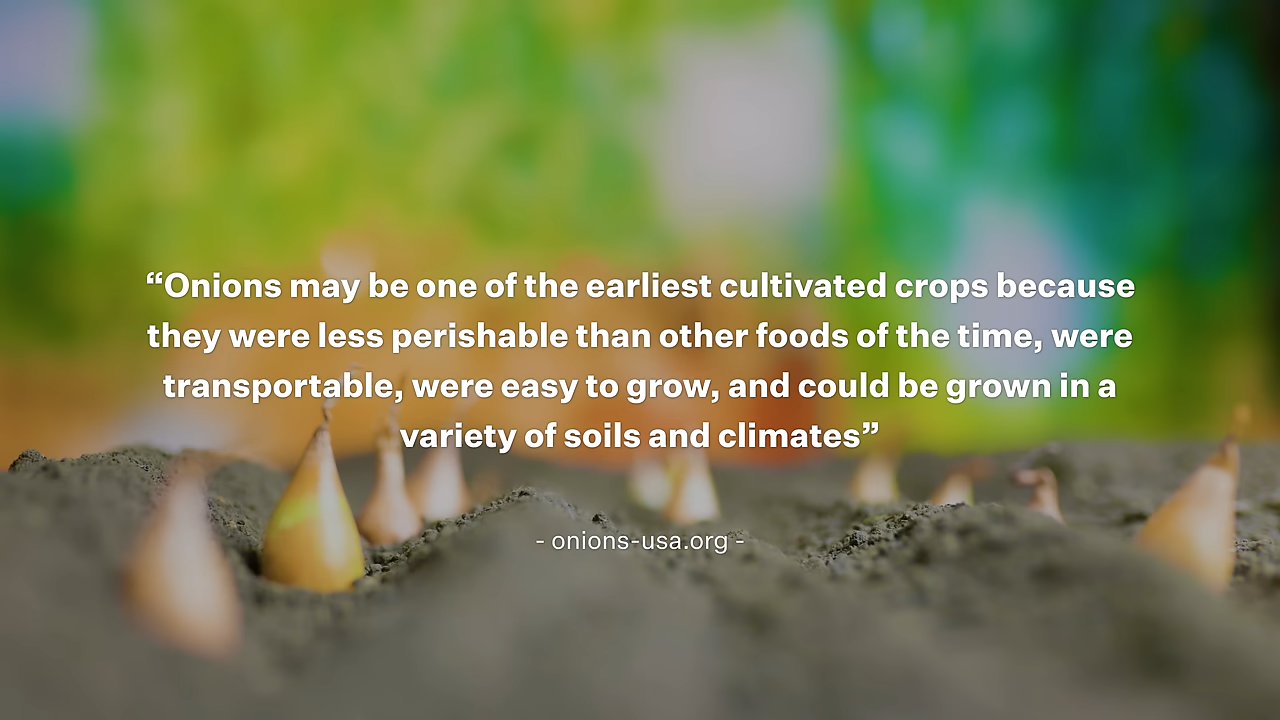 “Onions may be one of the earliest cultivated crops because
they were less perishable than other foods of the time, were
transportable, were easy to grow, and could be grown in a
variety of soils and climates”
- onions-usa.org -